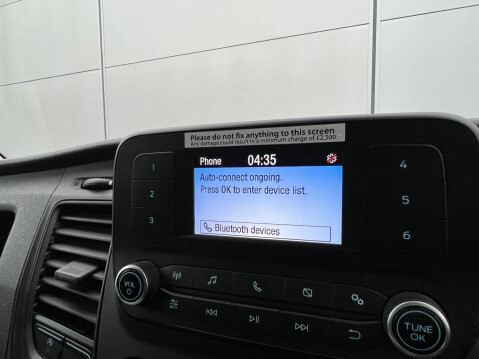 Please do not fix anything to this screen
Any damage could result in a minimum charge of £2,500
Phone 04:35
Auto-connect ongoing.
Press OK to enter device list.
Bluetooth devices
1
2
3
4
5
6
VOL
TUNE
OK